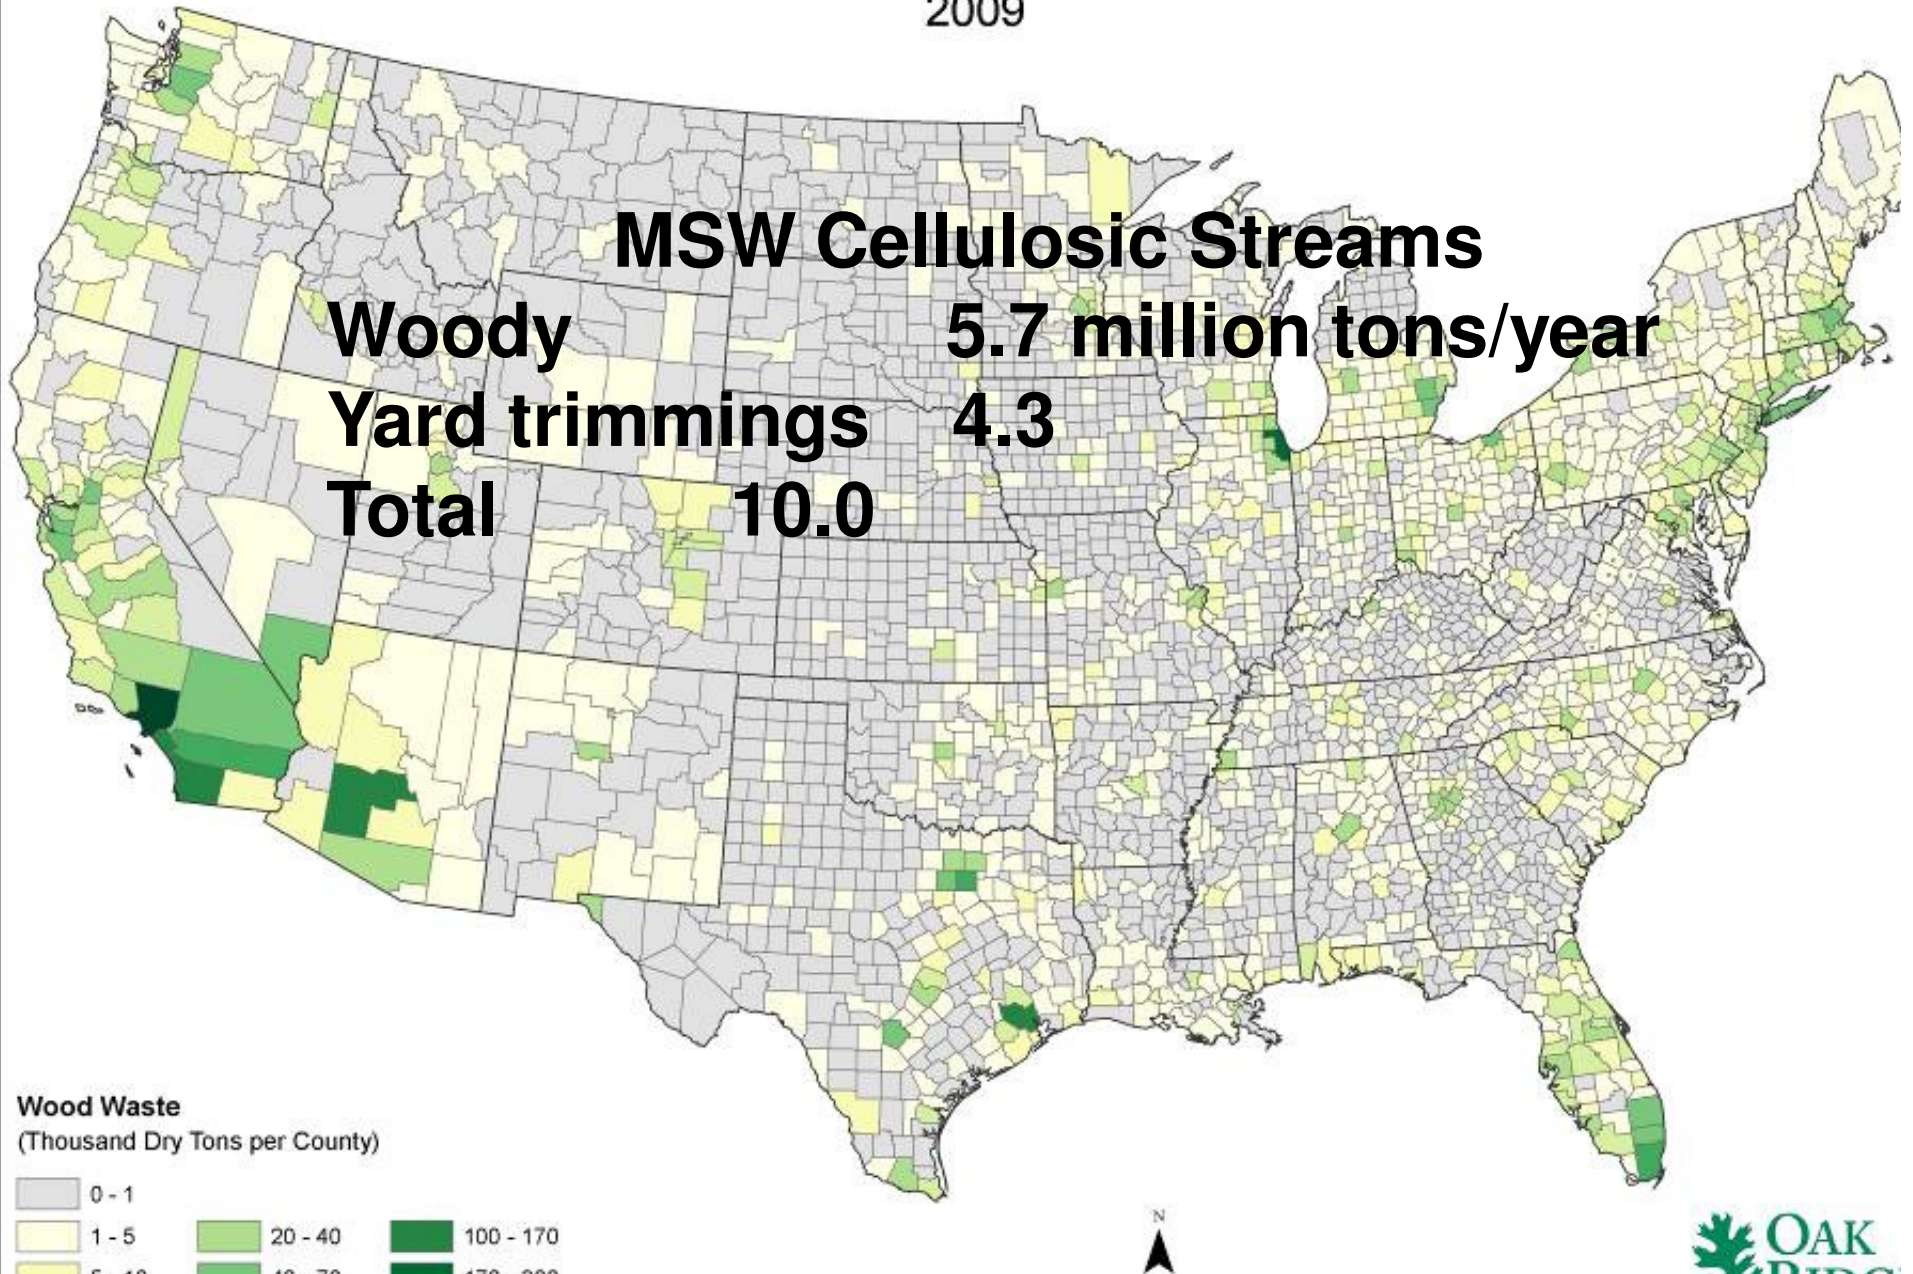 2009
MSW Cellulosic Streams
Woody 5.7 million tons/year
Yard trimmings 4.3
Total 10.0
Wood Waste
(Thousand Dry Tons per County)
0 - 1
1 - 5 20 - 40 100 - 170
N
OAK